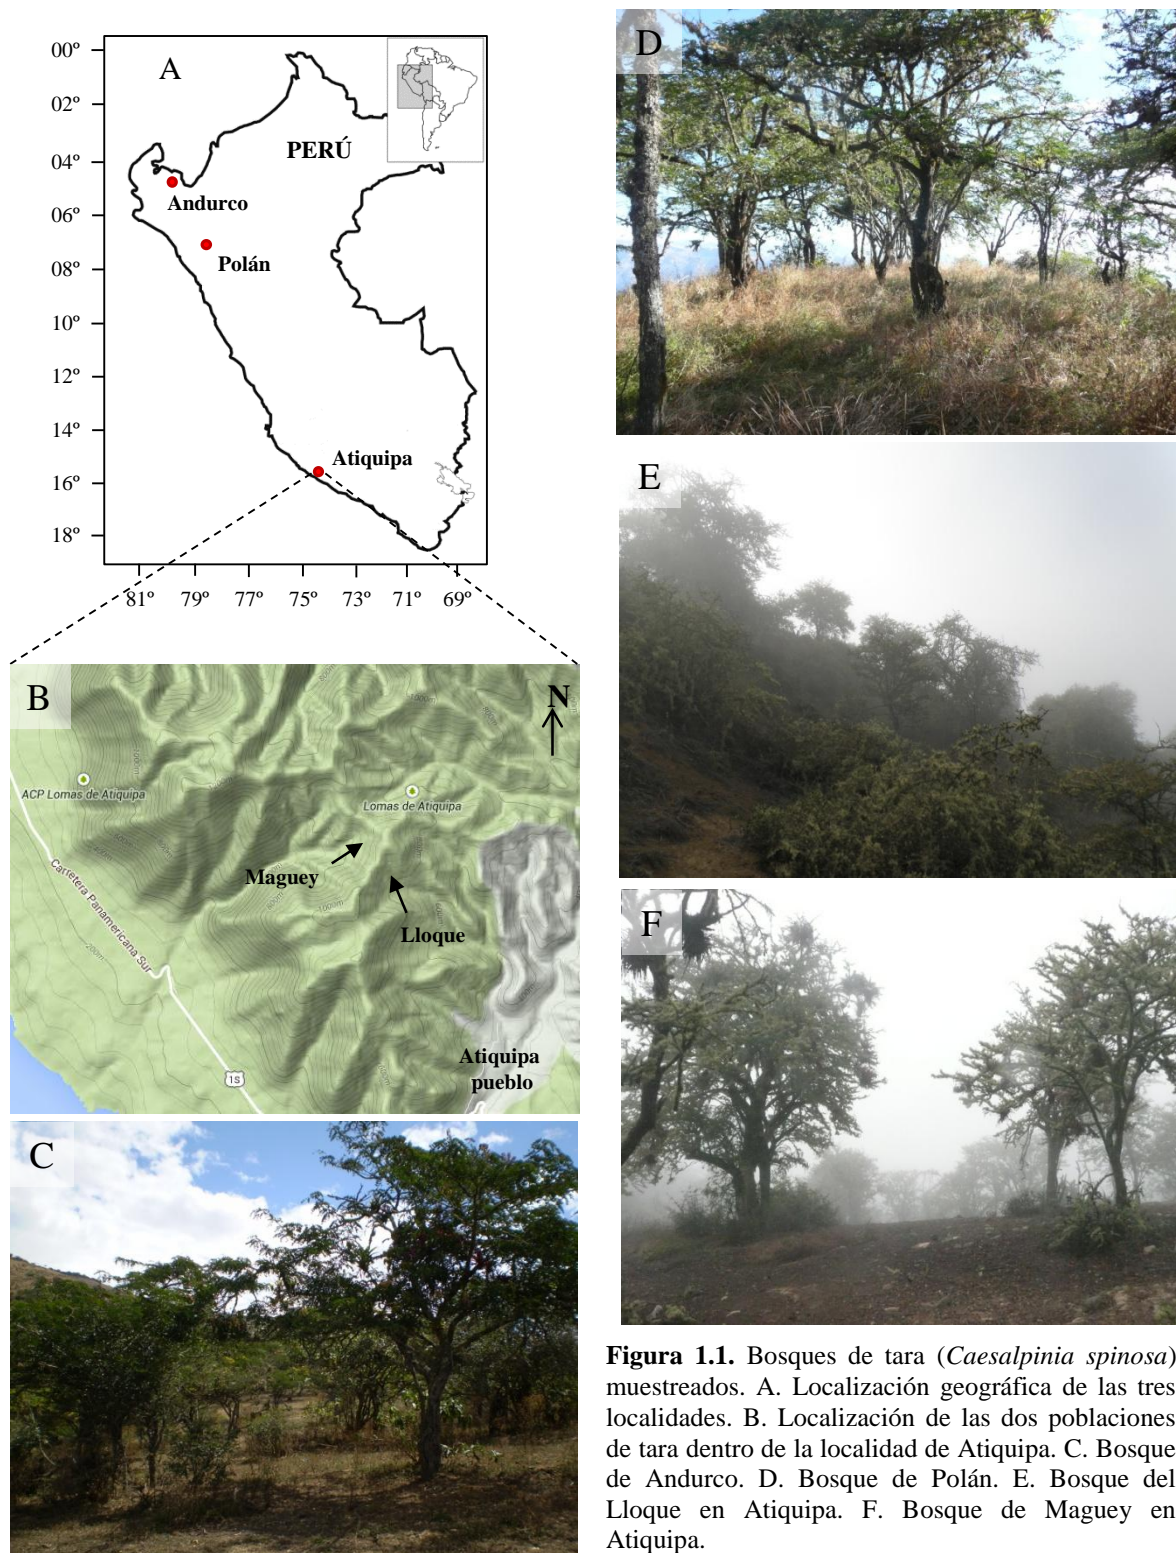 A
00º
02º
04º
06º
08º
10º
12º
14º
16º
18º
PERÚ
Andurco
Polán
Atiquipa
81º 79º 77º 75º 73º 71º 69º
B
N
ACP Lomas de Atiquipa
Lomas de Atiquipa
Maguey
Lloque
Carretera Panamericana Sur
200m
1000m
1S
Atiquipa
pueblo
C
D
E
F
Figura 1.1. Bosques de tara (Caesalpinia spinosa)
muestreados. A. Localización geográfica de las tres
localidades. B. Localización de las dos poblaciones
de tara dentro de la localidad de Atiquipa. C. Bosque
de Andurco. D. Bosque de Polán. E. Bosque del
Lloque en Atiquipa. F. Bosque de Maguey en
Atiquipa.